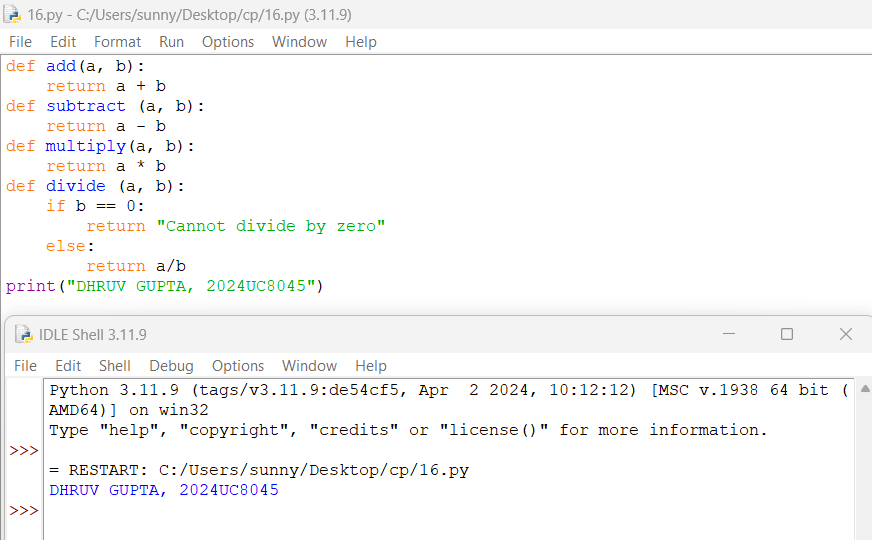 16.py - C:/Users/sunny/Desktop/cp/16.py (3.11.9)
File Edit Format Run Options Window Help
def add(a, b):
    return a + b
def subtract (a, b):
    return a - b
def multiply(a, b):
    return a * b
def divide (a, b):
    if b == 0:
        return "Cannot divide by zero"
    else:
        return a/b
print("DHRUV GUPTA, 2024UC8045")
IDLE Shell 3.11.9
File Edit Shell Debug Options Window Help
Python 3.11.9 (tags/v3.11.9:de54cf5, Apr  2 2024, 10:12:12) [MSC v.1938 64 bit (
AMD64)] on win32
Type "help", "copyright", "credits" or "license()" for more information.
>>>
= RESTART: C:/Users/sunny/Desktop/cp/16.py
DHRUV GUPTA, 2024UC8045
>>>